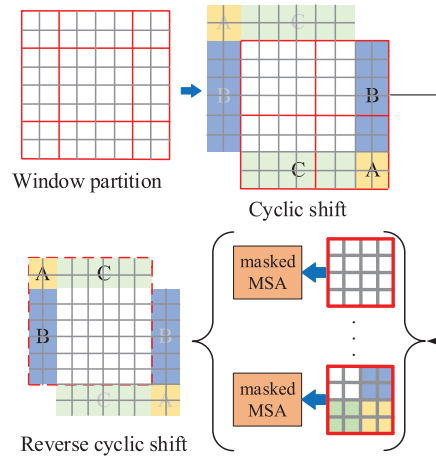 A C
B B
C A
Window partition
Cyclic shift
A C
B B
C A
Reverse cyclic shift
masked
MSA
masked
MSA